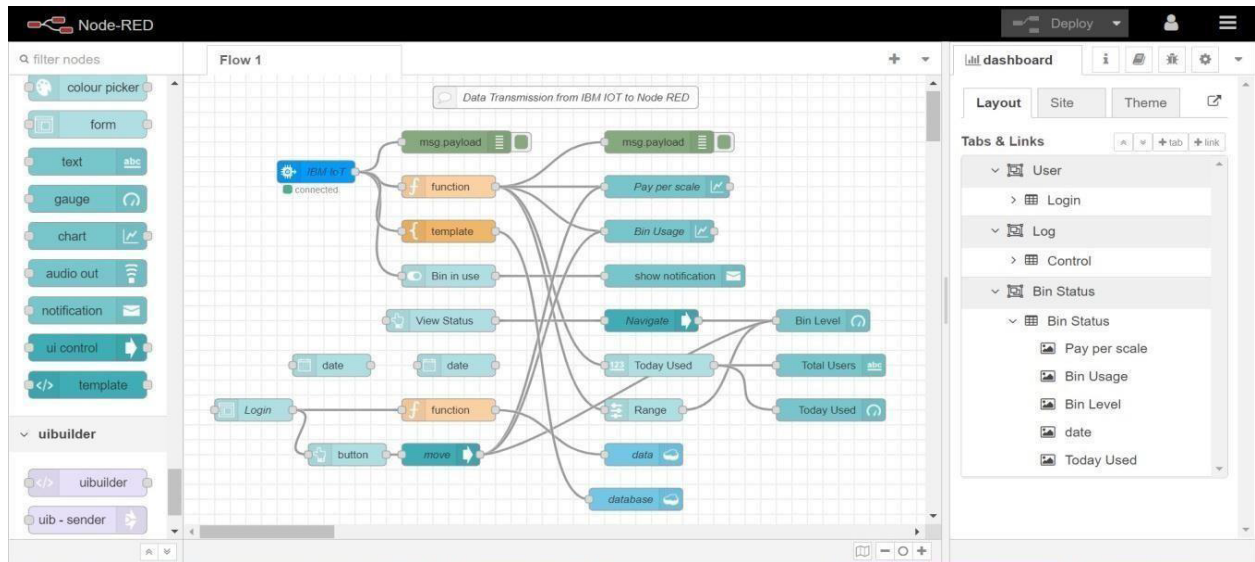 Node-RED
Deploy
filter nodes
colour picker
form
text
abc
gauge
chart
audio out
notification
ui control
</> template
uibuilder
</> uibuilder
uib - sender
Flow 1
Data Transmission from IBM IOT to Node RED
msg.payload
msg.payload
IBM IoT
connected
f function
Pay per scale
{ template
Bin Usage
Bin in use
show notification
View Status
Navigate
Bin Level
date
date
123 Today Used
Total Users abc
Login
f function
Range
Today Used
button
move
data
database
dashboard
i
Layout
Site
Theme
Tabs & Links
+ tab
+ link
User
Login
Log
Control
Bin Status
Bin Status
Pay per scale
Bin Usage
Bin Level
date
Today Used